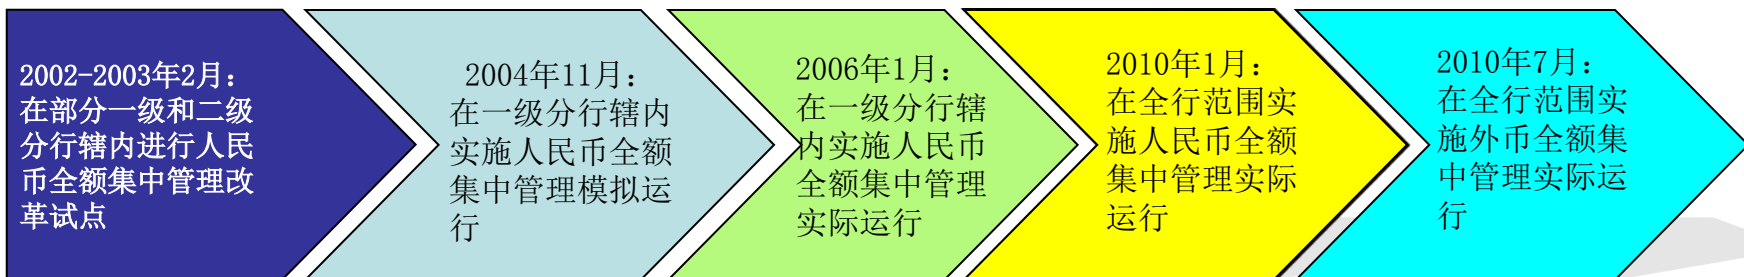 2002-2003年2月：
在部分一级和二级
分行辖内进行人民
币全额集中管理改
革试点
2004年11月：
在一级分行辖内
实施人民币全额
集中管理模拟运
行
2006年1月：
在一级分行辖
内实施人民币
全额集中管理
实际运行
2010年1月：
在全行范围实
施人民币全额
集中管理实际
运行
2010年7月：
在全行范围实
施外币全额集
中管理实际运
行